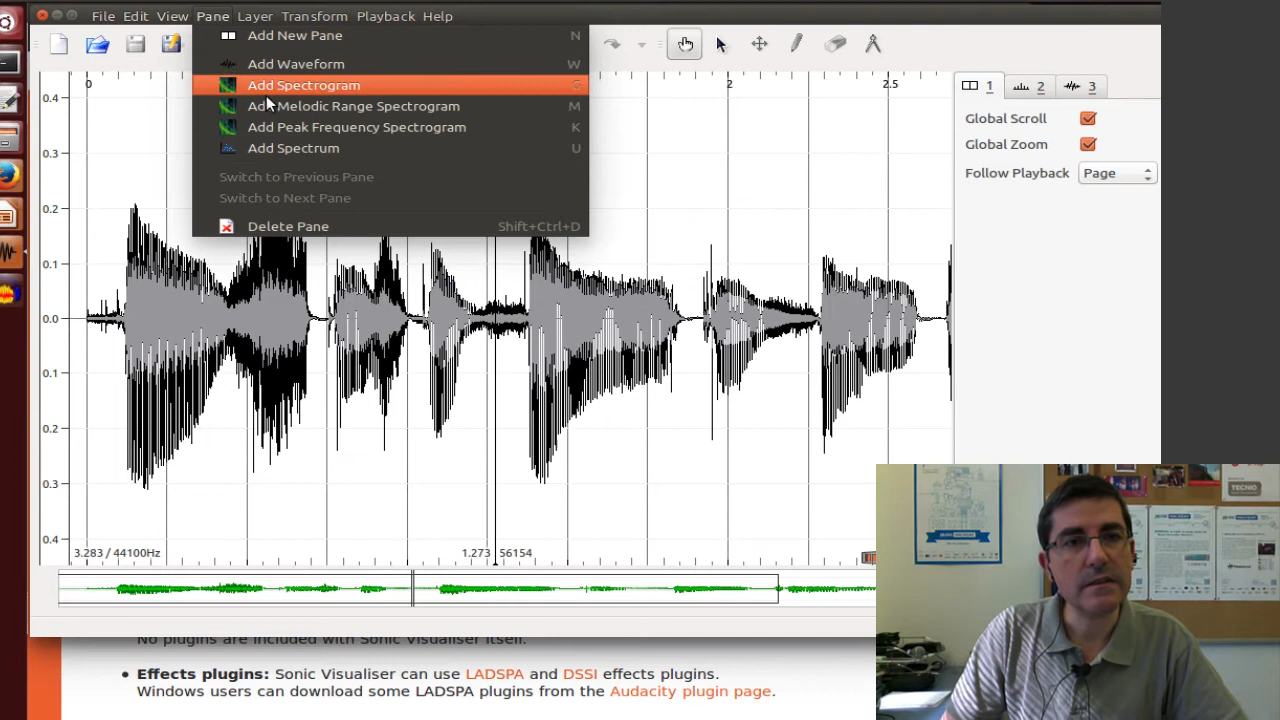 File Edit View Pane Layer Transform Playback Help
Add New Pane N
Add Waveform W
Add Spectrogram G
Add Melodic Range Spectrogram M
Add Peak Frequency Spectrogram K
Add Spectrum U
Switch to Previous Pane
Switch to Next Pane
Delete Pane Shift+Ctrl+D
0 2 2.5
0.4
0.3
0.2
0.1
0.0
0.1
0.2
0.3
0.4
3.283 / 44100Hz 1.273 56154
1 2 3
Global Scroll
Global Zoom
Follow Playback Page
TECNIO
No plugins are included with Sonic Visualiser itself.
• Effects plugins: Sonic Visualiser can use LADSPA and DSSI effects plugins.
Windows users can download some LADSPA plugins from the Audacity plugin page.